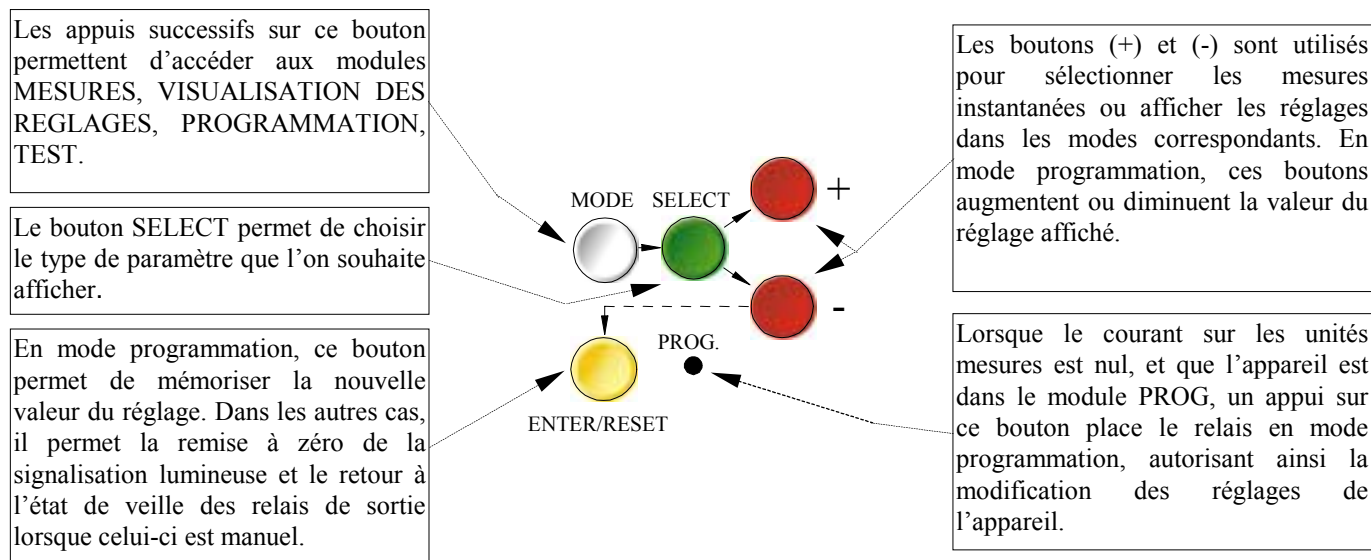 Les appuis successifs sur ce bouton
permettent d'accéder aux modules
MESURES, VISUALISATION DES
REGLAGES, PROGRAMMATION,
TEST.
Le bouton SELECT permet de choisir
le type de paramètre que l'on souhaite
afficher.
En mode programmation, ce bouton
permet de mémoriser la nouvelle
valeur du réglage. Dans les autres cas,
il permet la remise à zéro de la
signalisation lumineuse et le retour à
l'état de veille des relais de sortie
lorsque celui-ci est manuel.
MODE SELECT
+
-
PROG.
ENTER/RESET
Les boutons (+) et (-) sont utilisés
pour sélectionner les mesures
instantanées ou afficher les réglages
dans les modes correspondants. En
mode programmation, ces boutons
augmentent ou diminuent la valeur du
réglage affiché.
Lorsque le courant sur les unités
mesures est nul, et que l'appareil est
dans le module PROG, un appui sur
ce bouton place le relais en mode
programmation, autorisant ainsi la
modification des réglages de
l'appareil.